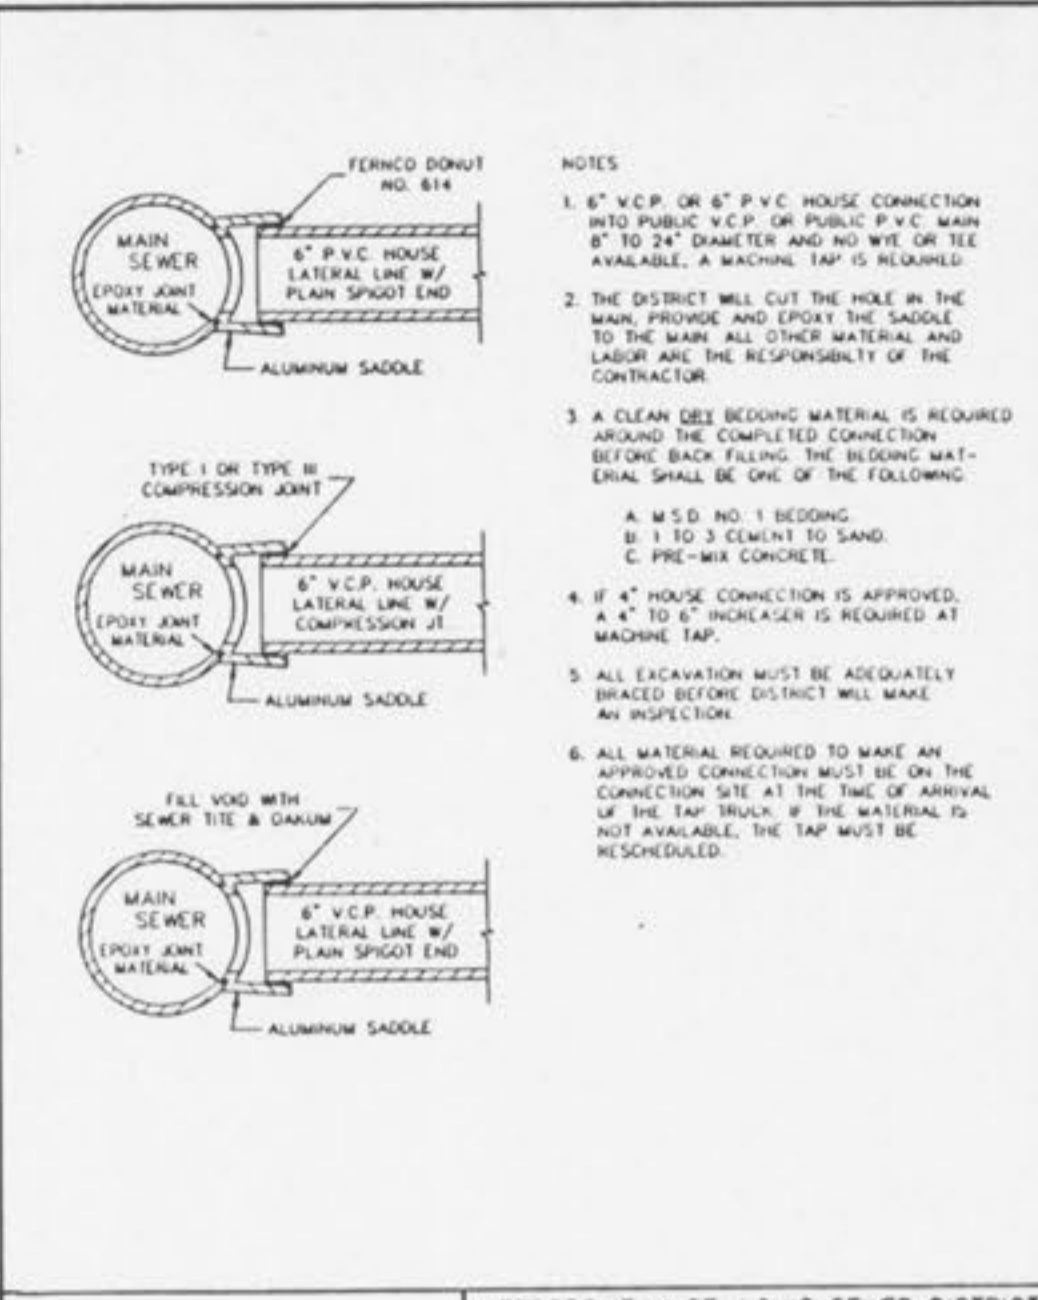 FERNCO DONUT
NO. 614
MAIN
SEWER
EPOXY JOINT
MATERIAL
6" P.V.C. HOUSE
LATERAL LINE W/
PLAIN SPIGOT END
ALUMINUM SADDLE
TYPE I OR TYPE III
COMPRESSION JOINT
MAIN
SEWER
EPOXY JOINT
MATERIAL
6" V.C.P. HOUSE
LATERAL LINE W/
COMPRESSION JT.
ALUMINUM SADDLE
FILL VOID WITH
SEWER TITE & OAKUM
MAIN
SEWER
EPOXY JOINT
MATERIAL
6" V.C.P. HOUSE
LATERAL LINE W/
PLAIN SPIGOT END
ALUMINUM SADDLE
NOTES
1. 6" V.C.P. OR 6" P.V.C. HOUSE CONNECTION
INTO PUBLIC V.C.P. OR PUBLIC P.V.C. MAIN
8" TO 24" DIAMETER AND NO WYE OR TEE
AVAILABLE, A MACHINE TAP IS REQUIRED.
2. THE DISTRICT WILL CUT THE HOLE IN THE
MAIN, PROVIDE AND EPOXY THE SADDLE
TO THE MAIN. ALL OTHER MATERIAL AND
LABOR ARE THE RESPONSIBILTY OF THE
CONTRACTOR.
3. A CLEAN DRY BEDDING MATERIAL IS REQUIRED
AROUND THE COMPLETED CONNECTION
BEFORE BACK FILLING. THE BEDDING MAT-
ERIAL SHALL BE ONE OF THE FOLLOWING.
A. M.S.D. NO. 1 BEDDING.
B. 1 TO 3 CEMENT TO SAND.
C. PRE-MIX CONCRETE.
4. IF 4" HOUSE CONNECTION IS APPROVED,
A 4" TO 6" INCREASER IS REQUIRED AT
MACHINE TAP.
5. ALL EXCAVATION MUST BE ADEQUATELY
BRACED BEFORE DISTRICT WILL MAKE
AN INSPECTION.
6. ALL MATERIAL REQUIRED TO MAKE AN
APPROVED CONNECTION MUST BE ON THE
CONNECTION SITE AT THE TIME OF ARRIVAL
OF THE TAP TRUCK. IF THE MATERIAL IS
NOT AVAILABLE, THE TAP MUST BE
RESCHEDULED.